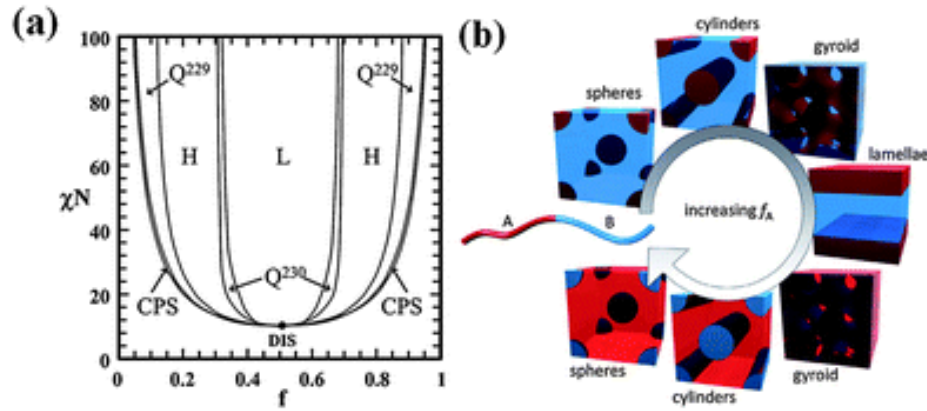 (a)
100
80
60
40
20
0
χN
Q²²⁹
Q²²⁹
H
L
H
Q²³⁰
CPS
CPS
DIS
0
0.2
0.4
0.6
0.8
1
f
(b)
cylinders
gyroid
spheres
lamellae
increasing f_A
A
B
spheres
cylinders
gyroid